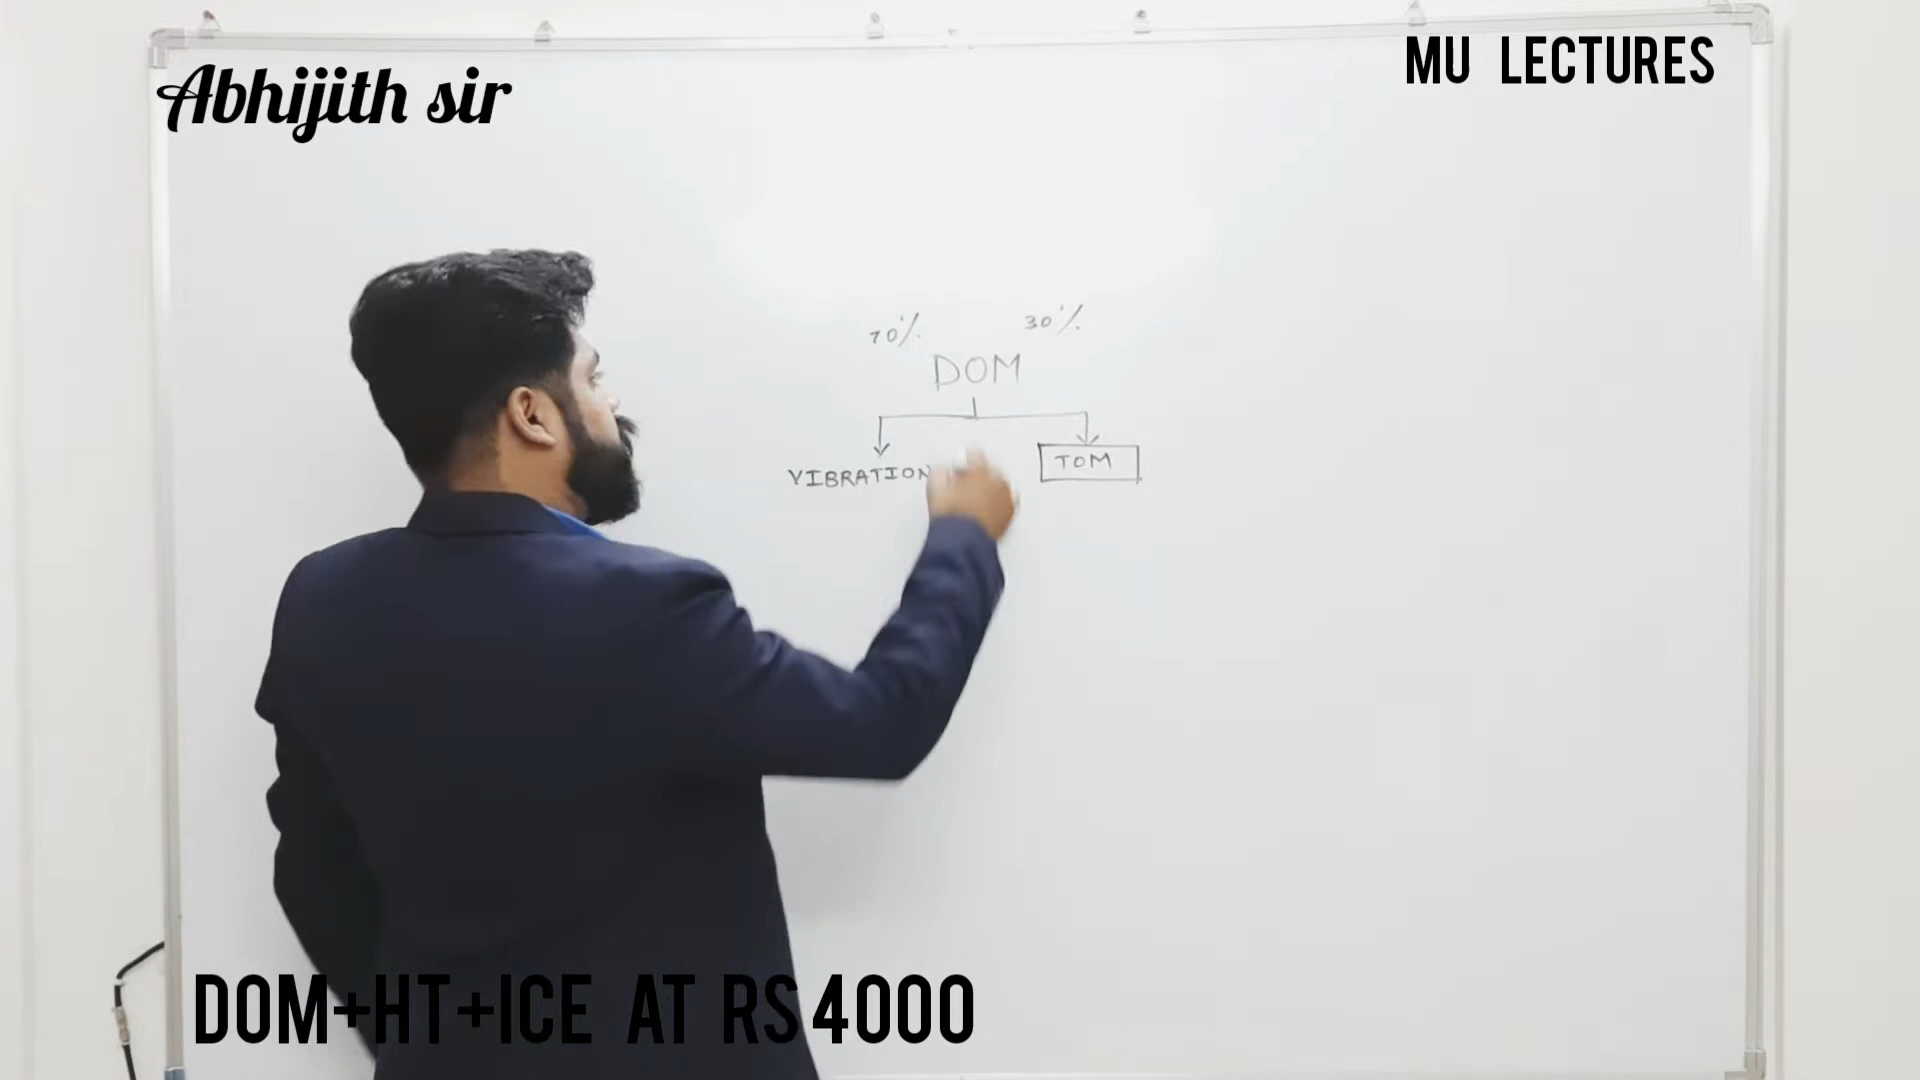 Abhijith sir
MU LECTURES
70%
30%
DOM
VIBRATION
TOM
DOM+HT+ICE AT RS 4000